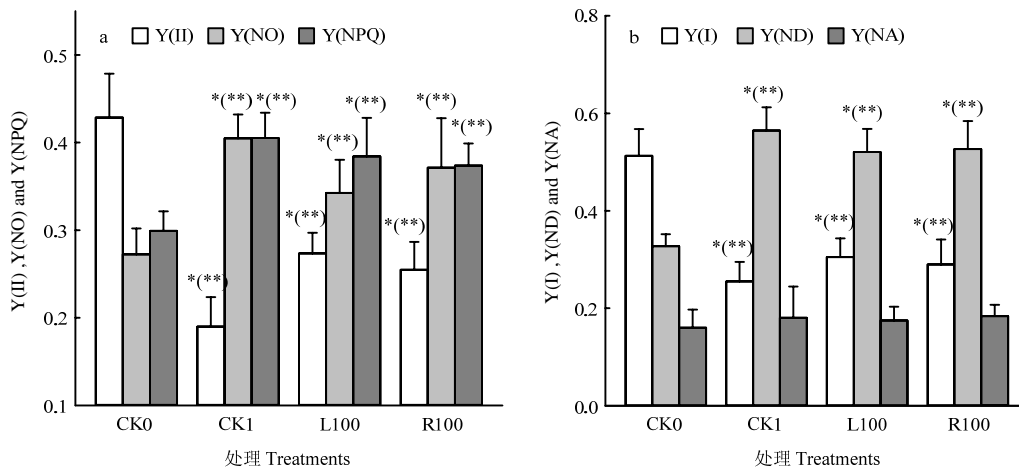 a Y(II) Y(NO) Y(NPQ)
0.5
0.4
0.3
0.2
0.1
Y(II) ,Y(NO) and Y(NPQ)
*(**) *(**) *(**) *(**)
*(**) *(**)
*(**) *(**)
*(**)
CK0 CK1 L100 R100
处理 Treatments
b Y(I) Y(ND) Y(NA)
0.8
0.6
0.4
0.2
0.0
Y(I) ,Y(ND) and Y(NA)
*(**) *(**) *(**)
*(**) *(**) *(**)
CK0 CK1 L100 R100
处理 Treatments